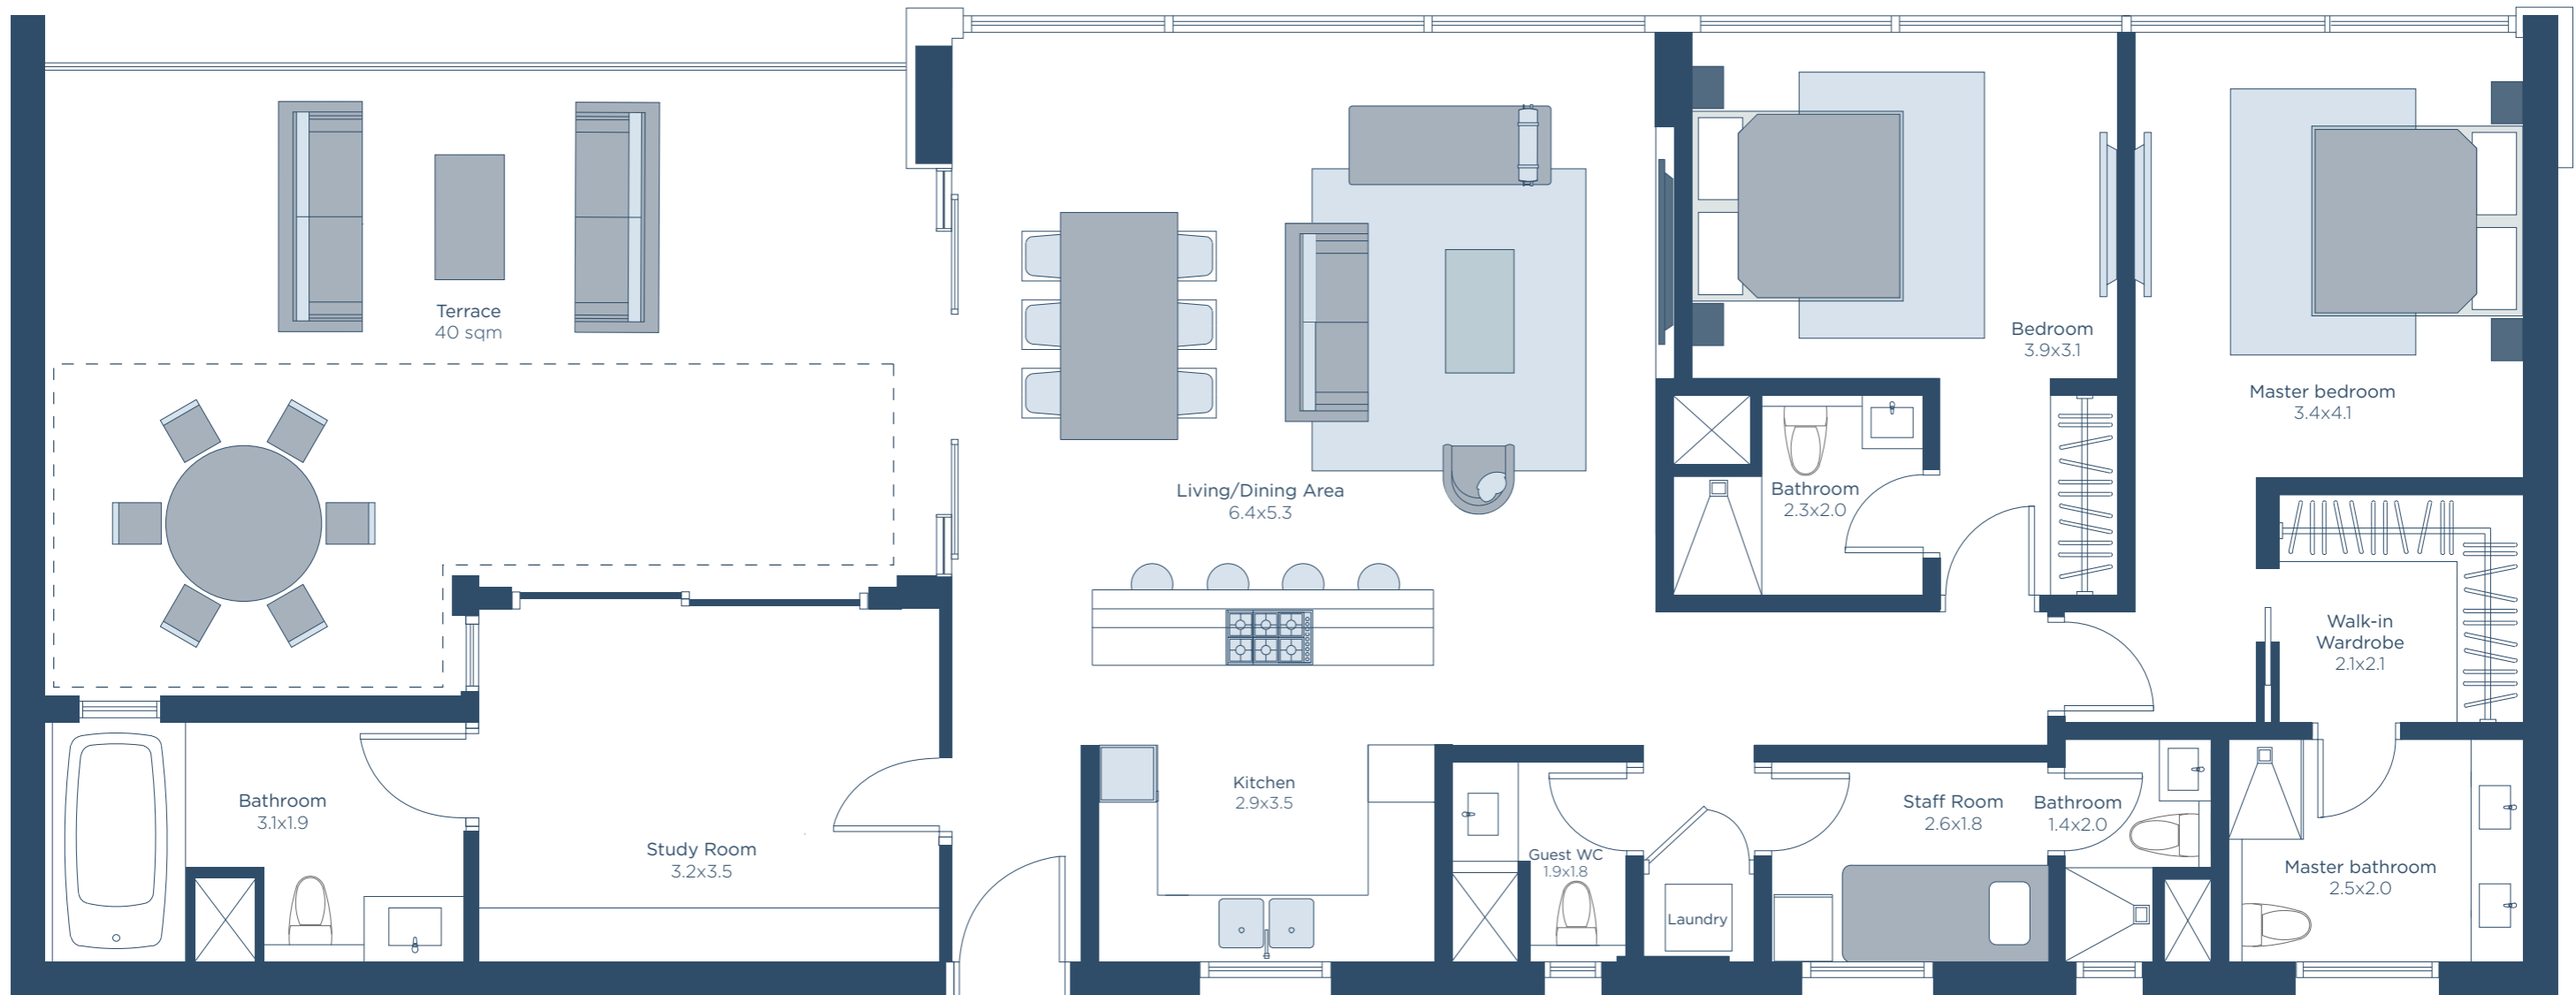 Terrace
40 sqm
Living/Dining Area
6.4x5.3
Bedroom
3.9x3.1
Master bedroom
3.4x4.1
Bathroom
2.3x2.0
Walk-in
Wardrobe
2.1x2.1
Bathroom
3.1x1.9
Study Room
3.2x3.5
Kitchen
2.9x3.5
Guest WC
1.9x1.8
Laundry
Staff Room
2.6x1.8
Bathroom
1.4x2.0
Master bathroom
2.5x2.0